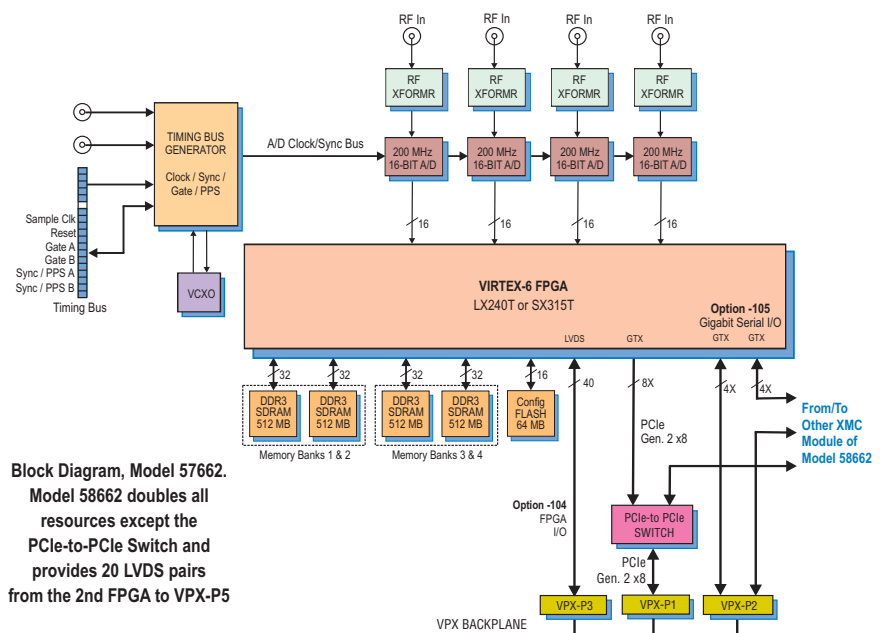 RF In
RF In
RF In
RF In
RF
XFORMR
RF
XFORMR
RF
XFORMR
RF
XFORMR
TIMING BUS
GENERATOR
Clock / Sync /
Gate / PPS
A/D Clock/Sync Bus
200 MHz
16-BIT A/D
200 MHz
16-BIT A/D
200 MHz
16-BIT A/D
200 MHz
16-BIT A/D
Sample Clk
Reset
Gate A
Gate B
Sync / PPS A
Sync / PPS B
Timing Bus
VCXO
16
16
16
16
VIRTEX-6 FPGA
LX240T or SX315T
Option -105
Gigabit Serial I/O
LVDS
GTX
GTX
GTX
32
32
32
32
16
40
8X
4X
4X
DDR3
SDRAM
512 MB
DDR3
SDRAM
512 MB
DDR3
SDRAM
512 MB
DDR3
SDRAM
512 MB
Config
FLASH
64 MB
Memory Banks 1 & 2
Memory Banks 3 & 4
PCIe
Gen. 2 x8
From/To
Other XMC
Module of
Model 58662
Block Diagram, Model 57662.
Model 58662 doubles all
resources except the
PCIe-to-PCIe Switch and
provides 20 LVDS pairs
from the 2nd FPGA to VPX-P5
Option -104
FPGA
I/O
PCIe-to PCIe
SWITCH
PCIe
Gen. 2 x8
VPX-P3
VPX-P1
VPX-P2
VPX BACKPLANE